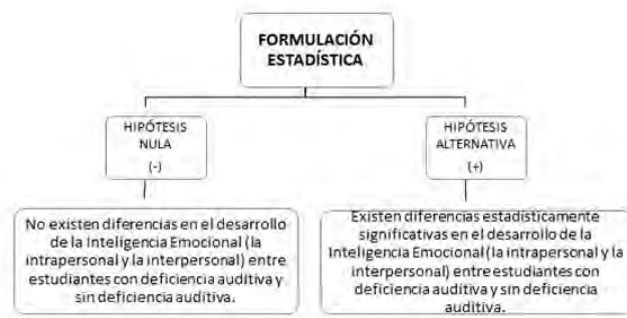 FORMULACIÓN
ESTADÍSTICA
HIPÓTESIS
NULA
(-)
HIPÓTESIS
ALTERNATIVA
(+)
No existen diferencias en el desarrollo
de la Inteligencia Emocional (la
intrapersonal y la interpersonal) entre
estudiantes con deficiencia auditiva y
sin deficiencia auditiva.
Existen diferencias estadísticamente
significativas en el desarrollo de la
Inteligencia Emocional (la intrapersonal y la
interpersonal) entre estudiantes con
deficiencia auditiva y sin deficiencia
auditiva.